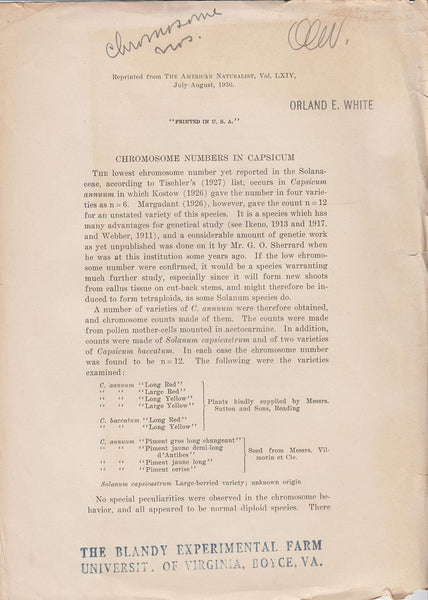 chromosome
nos.
OEW.
Reprinted from THE AMERICAN NATURALIST, Vol. LXIV,
July-August, 1930.
ORLAND E. WHITE
"PRINTED IN U. S. A."
CHROMOSOME NUMBERS IN CAPSICUM
THE lowest chromosome number yet reported in the Solana-
ceae, according to Tischler's (1927) list, occurs in Capsicum
annuum in which Kostow (1926) gave the number in four varie-
ties as n = 6. Margadant (1926), however, gave the count n = 12
for an unstated variety of this species. It is a species which has
many advantages for genetical study (see Ikeno, 1913 and 1917,
and Webber, 1911), and a considerable amount of genetic work
as yet unpublished was done on it by Mr. G. O. Sherrard when
he was at this institution some years ago. If the low chromo-
some number were confirmed, it would be a species warranting
much further study, especially since it will form new shoots
from callus tissue on cut-back stems, and might therefore be in-
duced to form tetraploids, as some Solanum species do.
A number of varieties of C. annuum were therefore obtained,
and chromosome counts made of them. The counts were made
from pollen mother-cells mounted in acetocarmine. In addition,
counts were made of Solanum capsicastrum and of two varieties
of Capsicum baccatum. In each case the chromosome number
was found to be n = 12. The following were the varieties
examined:
C. annuum "Long Red"
" " "Large Red"
" " "Long Yellow"
" " "Large Yellow"
Plants kindly supplied by Messrs.
Sutton and Sons, Reading
C. baccatum "Long Red"
" " "Long Yellow"
C. annuum "Piment gros long changeant"
" " "Piment jaune demi-long
d'Antibes"
" " "Piment jaune long"
" " "Piment cerise"
Seed from Messrs. Vil-
morin et Cie.
Solanum capsicastrum Large-berried variety; unknown origin
No special peculiarities were observed in the chromosome be-
havior, and all appeared to be normal diploid species. There
THE BLANDY EXPERIMENTAL FARM
UNIVERSIT. OF VIRGINIA, BOYCE, VA.